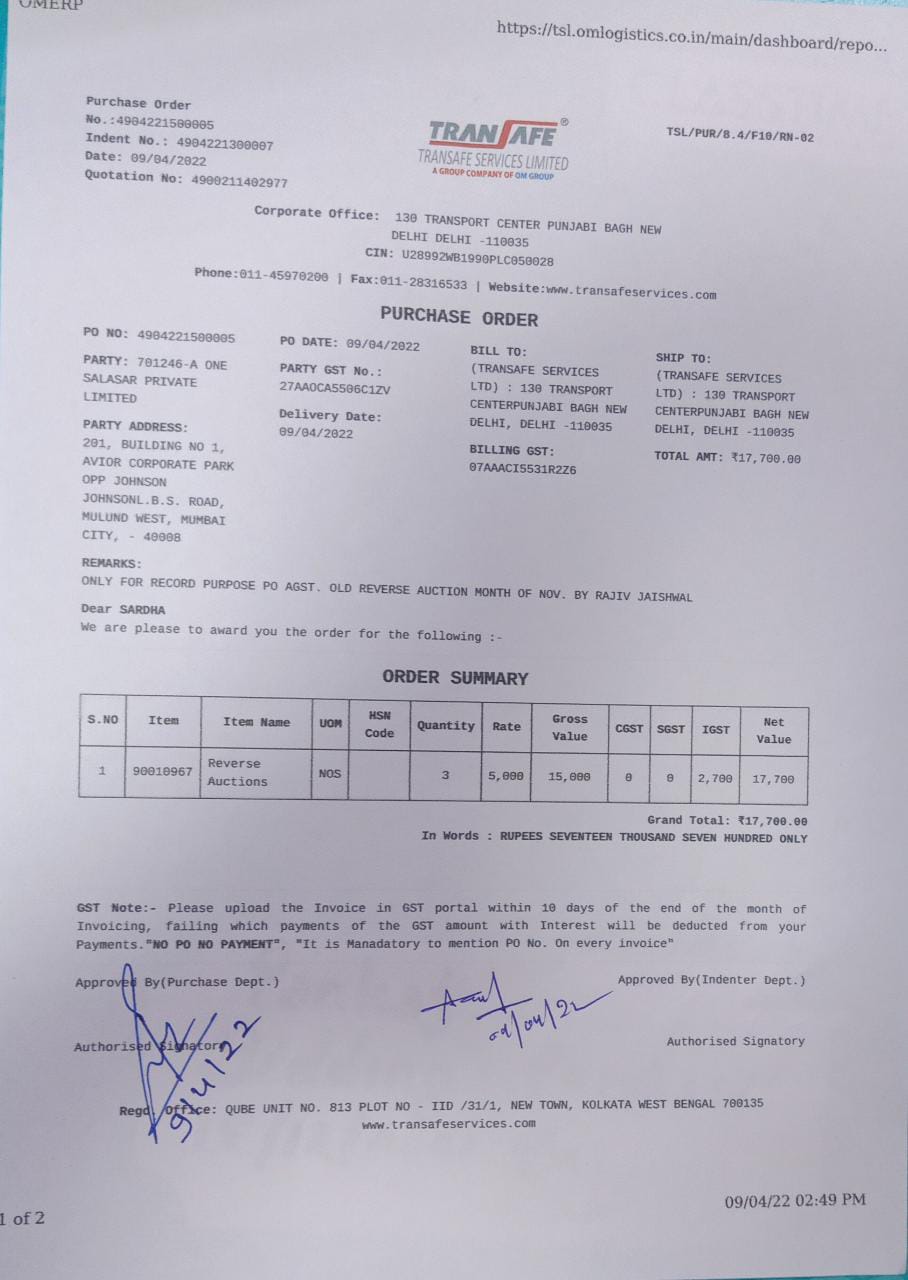 OMERP
https://tsl.omlogistics.co.in/main/dashboard/repo...
Purchase Order
No.:4904221500005
Indent No.: 4904221300007
Date: 09/04/2022
Quotation No: 4900211402977
TRANSAFE®
TRANSAFE SERVICES LIMITED
A GROUP COMPANY OF OM GROUP
TSL/PUR/8.4/F10/RN-02
Corporate Office: 130 TRANSPORT CENTER PUNJABI BAGH NEW
DELHI DELHI -110035
CIN: U28992WB1990PLC050028
Phone:011-45970200 | Fax:011-28316533 | Website:www.transafeservices.com
PURCHASE ORDER
PO NO: 4904221500005
PARTY: 701246-A ONE
SALASAR PRIVATE
LIMITED
PARTY ADDRESS:
201, BUILDING NO 1,
AVIOR CORPORATE PARK
OPP JOHNSON
JOHNSONL.B.S. ROAD,
MULUND WEST, MUMBAI
CITY, - 40008
PO DATE: 09/04/2022
PARTY GST No.:
27AAOCA5506C1ZV
Delivery Date:
09/04/2022
BILL TO:
(TRANSAFE SERVICES
LTD) : 130 TRANSPORT
CENTERPUNJABI BAGH NEW
DELHI, DELHI -110035
BILLING GST:
07AAACI5531R2Z6
SHIP TO:
(TRANSAFE SERVICES
LTD) : 130 TRANSPORT
CENTERPUNJABI BAGH NEW
DELHI, DELHI -110035
TOTAL AMT: ₹17,700.00
REMARKS:
ONLY FOR RECORD PURPOSE PO AGST. OLD REVERSE AUCTION MONTH OF NOV. BY RAJIV JAISHWAL
Dear SARDHA
We are please to award you the order for the following :-
ORDER SUMMARY
S.NO Item Item Name UOM HSN Code Quantity Rate Gross Value CGST SGST IGST Net Value
1 90010967 Reverse Auctions NOS 3 5,000 15,000 0 0 2,700 17,700
Grand Total: ₹17,700.00
In Words : RUPEES SEVENTEEN THOUSAND SEVEN HUNDRED ONLY
GST Note:- Please upload the Invoice in GST portal within 10 days of the end of the month of
Invoicing, failing which payments of the GST amount with Interest will be deducted from your
Payments."NO PO NO PAYMENT", "It is Manadatory to mention PO No. On every invoice"
Approved By(Purchase Dept.)
Approved By(Indenter Dept.)
09/04/22
Authorised Signatory
Authorised Signatory
9/4/22
Regd. Office: QUBE UNIT NO. 813 PLOT NO - IID /31/1, NEW TOWN, KOLKATA WEST BENGAL 700135
www.transafeservices.com
09/04/22 02:49 PM
1 of 2